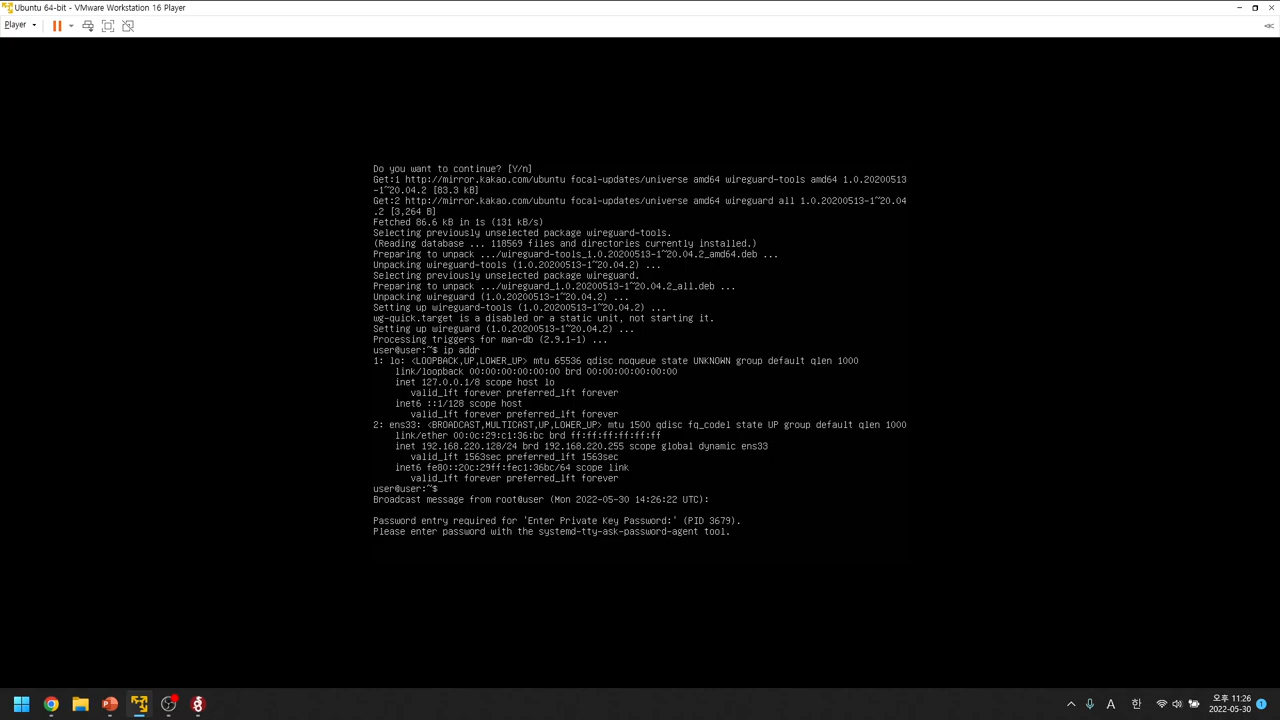 Ubuntu 64-bit - VMware Workstation 16 Player
Player
Do you want to continue? [Y/n]
Get:1 http://mirror.kakao.com/ubuntu focal-updates/universe amd64 wireguard-tools amd64 1.0.20200513
-1~20.04.2 [83.3 kB]
Get:2 http://mirror.kakao.com/ubuntu focal-updates/universe amd64 wireguard all 1.0.20200513-1~20.04
.2 [3,264 B]
Fetched 86.6 kB in 1s (131 kB/s)
Selecting previously unselected package wireguard-tools.
(Reading database ... 118569 files and directories currently installed.)
Preparing to unpack .../wireguard-tools_1.0.20200513-1~20.04.2_amd64.deb ...
Unpacking wireguard-tools (1.0.20200513-1~20.04.2) ...
Selecting previously unselected package wireguard.
Preparing to unpack .../wireguard_1.0.20200513-1~20.04.2_all.deb ...
Unpacking wireguard (1.0.20200513-1~20.04.2) ...
Setting up wireguard-tools (1.0.20200513-1~20.04.2) ...
wg-quick.target is a disabled or a static unit, not starting it.
Setting up wireguard (1.0.20200513-1~20.04.2) ...
Processing triggers for man-db (2.9.1-1) ...
user@user:~$ ip addr
1: lo: <LOOPBACK,UP,LOWER_UP> mtu 65536 qdisc noqueue state UNKNOWN group default qlen 1000
link/loopback 00:00:00:00:00:00 brd 00:00:00:00:00:00
inet 127.0.0.1/8 scope host lo
valid_lft forever preferred_lft forever
inet6 ::1/128 scope host
valid_lft forever preferred_lft forever
2: ens33: <BROADCAST,MULTICAST,UP,LOWER_UP> mtu 1500 qdisc fq_codel state UP group default qlen 1000
link/ether 00:0c:29:c1:36:bc brd ff:ff:ff:ff:ff:ff
inet 192.168.220.128/24 brd 192.168.220.255 scope global dynamic ens33
valid_lft 1563sec preferred_lft 1563sec
inet6 fe80::20c:29ff:fec1:36bc/64 scope link
valid_lft forever preferred_lft forever
user@user:~$
Broadcast message from root@user (Mon 2022-05-30 14:26:22 UTC):
Password entry required for 'Enter Private Key Password:' (PID 3679).
Please enter password with the systemd-tty-ask-password-agent tool.
A 한
오후 11:26
2022-05-30